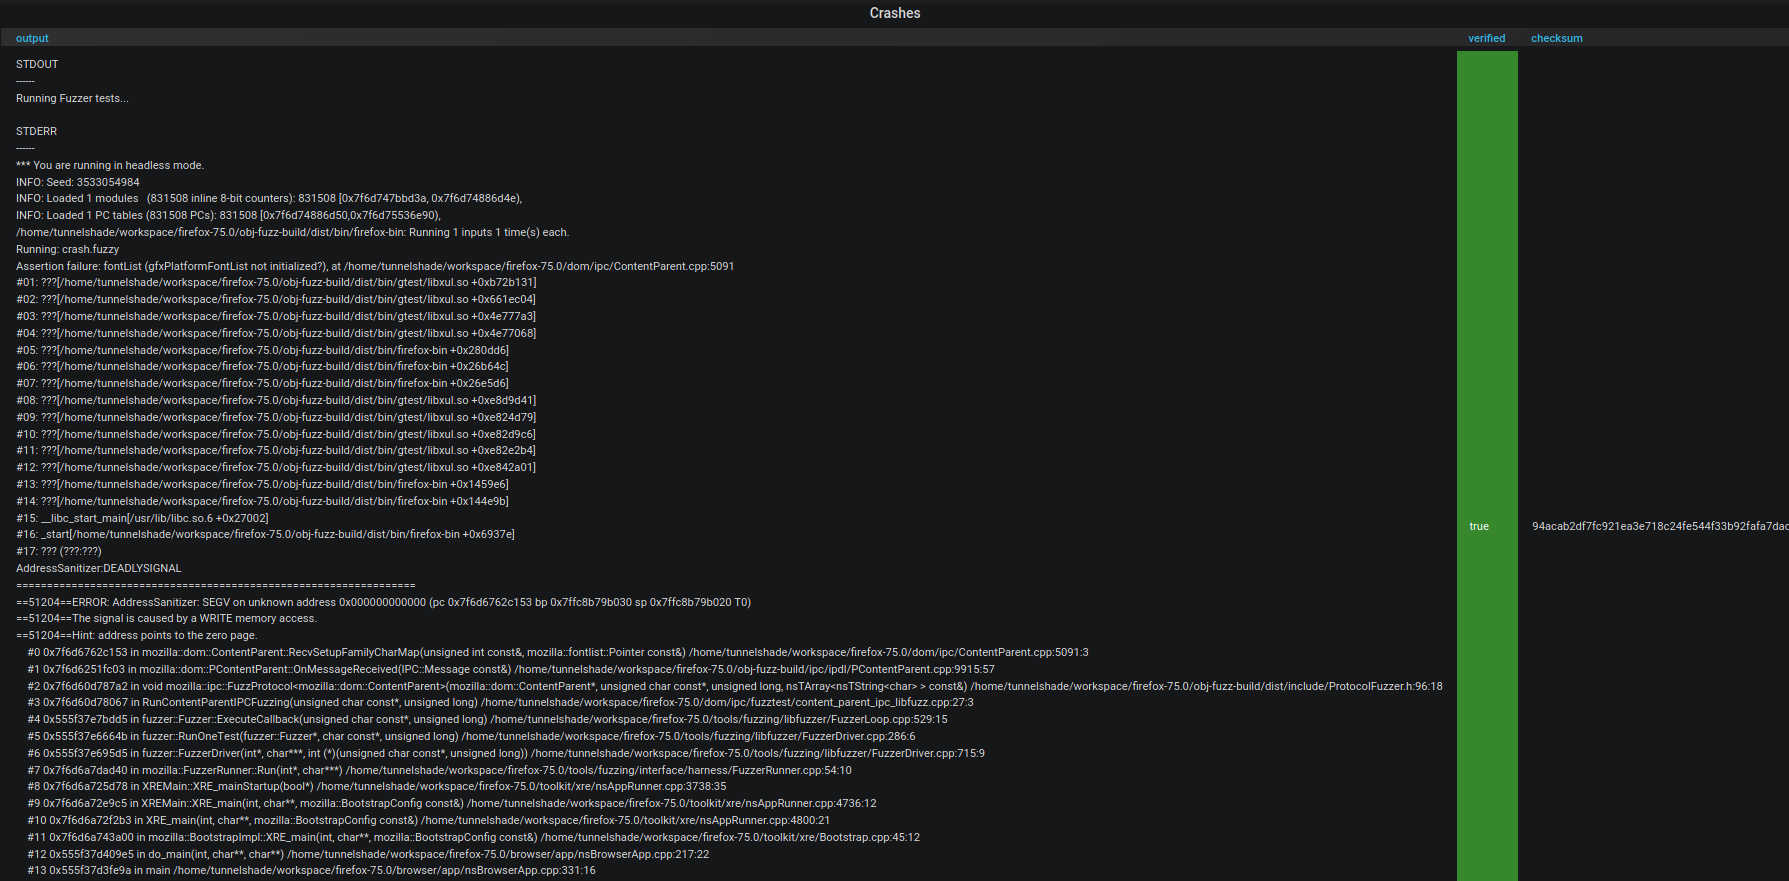 Crashes
output verified checksum
STDOUT
------
Running Fuzzer tests...
STDERR
------
*** You are running in headless mode.
INFO: Seed: 3533054984
INFO: Loaded 1 modules (831508 inline 8-bit counters): 831508 [0x7f6d747bbd3a, 0x7f6d74886d4e),
INFO: Loaded 1 PC tables (831508 PCs): 831508 [0x7f6d74886d50,0x7f6d75536e90),
/home/tunnelshade/workspace/firefox-75.0/obj-fuzz-build/dist/bin/firefox-bin: Running 1 inputs 1 time(s) each.
Running: crash.fuzzy
Assertion failure: fontList (gfxPlatformFontList not initialized?), at /home/tunnelshade/workspace/firefox-75.0/dom/ipc/ContentParent.cpp:5091
#01: ???[/home/tunnelshade/workspace/firefox-75.0/obj-fuzz-build/dist/bin/gtest/libxul.so +0xb72b131]
#02: ???[/home/tunnelshade/workspace/firefox-75.0/obj-fuzz-build/dist/bin/gtest/libxul.so +0x661ec04]
#03: ???[/home/tunnelshade/workspace/firefox-75.0/obj-fuzz-build/dist/bin/gtest/libxul.so +0x4e777a3]
#04: ???[/home/tunnelshade/workspace/firefox-75.0/obj-fuzz-build/dist/bin/gtest/libxul.so +0x4e77068]
#05: ???[/home/tunnelshade/workspace/firefox-75.0/obj-fuzz-build/dist/bin/firefox-bin +0x280dd6]
#06: ???[/home/tunnelshade/workspace/firefox-75.0/obj-fuzz-build/dist/bin/firefox-bin +0x26b64c]
#07: ???[/home/tunnelshade/workspace/firefox-75.0/obj-fuzz-build/dist/bin/firefox-bin +0x26e5d6]
#08: ???[/home/tunnelshade/workspace/firefox-75.0/obj-fuzz-build/dist/bin/gtest/libxul.so +0xe8d9d41]
#09: ???[/home/tunnelshade/workspace/firefox-75.0/obj-fuzz-build/dist/bin/gtest/libxul.so +0xe824d79]
#10: ???[/home/tunnelshade/workspace/firefox-75.0/obj-fuzz-build/dist/bin/gtest/libxul.so +0xe82d9c6]
#11: ???[/home/tunnelshade/workspace/firefox-75.0/obj-fuzz-build/dist/bin/gtest/libxul.so +0xe82e2b4]
#12: ???[/home/tunnelshade/workspace/firefox-75.0/obj-fuzz-build/dist/bin/gtest/libxul.so +0xe842a01]
#13: ???[/home/tunnelshade/workspace/firefox-75.0/obj-fuzz-build/dist/bin/firefox-bin +0x1459e6]
#14: ???[/home/tunnelshade/workspace/firefox-75.0/obj-fuzz-build/dist/bin/firefox-bin +0x144e9b]
#15: __libc_start_main[/usr/lib/libc.so.6 +0x27002]
#16: _start[/home/tunnelshade/workspace/firefox-75.0/obj-fuzz-build/dist/bin/firefox-bin +0x6937e]
true 94acab2df7fc921ea3e718c24fe544f33b92fafa7dac
#17: ??? (???:???)
AddressSanitizer:DEADLYSIGNAL
=================================================================
==51204==ERROR: AddressSanitizer: SEGV on unknown address 0x000000000000 (pc 0x7f6d6762c153 bp 0x7ffc8b79b030 sp 0x7ffc8b79b020 T0)
==51204==The signal is caused by a WRITE memory access.
==51204==Hint: address points to the zero page.
#0 0x7f6d6762c153 in mozilla::dom::ContentParent::RecvSetupFamilyCharMap(unsigned int const&, mozilla::fontlist::Pointer const&) /home/tunnelshade/workspace/firefox-75.0/dom/ipc/ContentParent.cpp:5091:3
#1 0x7f6d6251fc03 in mozilla::dom::PContentParent::OnMessageReceived(IPC::Message const&) /home/tunnelshade/workspace/firefox-75.0/obj-fuzz-build/ipc/ipdl/PContentParent.cpp:9915:57
#2 0x7f6d60d787a2 in void mozilla::ipc::FuzzProtocol<mozilla::dom::ContentParent>(mozilla::dom::ContentParent*, unsigned char const*, unsigned long, nsTArray<nsTString<char> > const&) /home/tunnelshade/workspace/firefox-75.0/obj-fuzz-build/dist/include/ProtocolFuzzer.h:96:18
#3 0x7f6d60d78067 in RunContentParentIPCFuzzing(unsigned char const*, unsigned long) /home/tunnelshade/workspace/firefox-75.0/dom/ipc/fuzztest/content_parent_ipc_libfuzz.cpp:27:3
#4 0x555f37e7bdd5 in fuzzer::Fuzzer::ExecuteCallback(unsigned char const*, unsigned long) /home/tunnelshade/workspace/firefox-75.0/tools/fuzzing/libfuzzer/FuzzerLoop.cpp:529:15
#5 0x555f37e6664b in fuzzer::RunOneTest(fuzzer::Fuzzer*, char const*, unsigned long) /home/tunnelshade/workspace/firefox-75.0/tools/fuzzing/libfuzzer/FuzzerDriver.cpp:286:6
#6 0x555f37e695d5 in fuzzer::FuzzerDriver(int*, char***, int (*)(unsigned char const*, unsigned long)) /home/tunnelshade/workspace/firefox-75.0/tools/fuzzing/libfuzzer/FuzzerDriver.cpp:715:9
#7 0x7f6d6a7dad40 in mozilla::FuzzerRunner::Run(int*, char***) /home/tunnelshade/workspace/firefox-75.0/tools/fuzzing/interface/harness/FuzzerRunner.cpp:54:10
#8 0x7f6d6a725d78 in XREMain::XRE_mainStartup(bool*) /home/tunnelshade/workspace/firefox-75.0/toolkit/xre/nsAppRunner.cpp:3738:35
#9 0x7f6d6a72e9c5 in XREMain::XRE_main(int, char**, mozilla::BootstrapConfig const&) /home/tunnelshade/workspace/firefox-75.0/toolkit/xre/nsAppRunner.cpp:4736:12
#10 0x7f6d6a72f2b3 in XRE_main(int, char**, mozilla::BootstrapConfig const&) /home/tunnelshade/workspace/firefox-75.0/toolkit/xre/nsAppRunner.cpp:4800:21
#11 0x7f6d6a743a00 in mozilla::BootstrapImpl::XRE_main(int, char**, mozilla::BootstrapConfig const&) /home/tunnelshade/workspace/firefox-75.0/toolkit/xre/Bootstrap.cpp:45:12
#12 0x555f37d409e5 in do_main(int, char**, char**) /home/tunnelshade/workspace/firefox-75.0/browser/app/nsBrowserApp.cpp:217:22
#13 0x555f37d3fe9a in main /home/tunnelshade/workspace/firefox-75.0/browser/app/nsBrowserApp.cpp:331:16